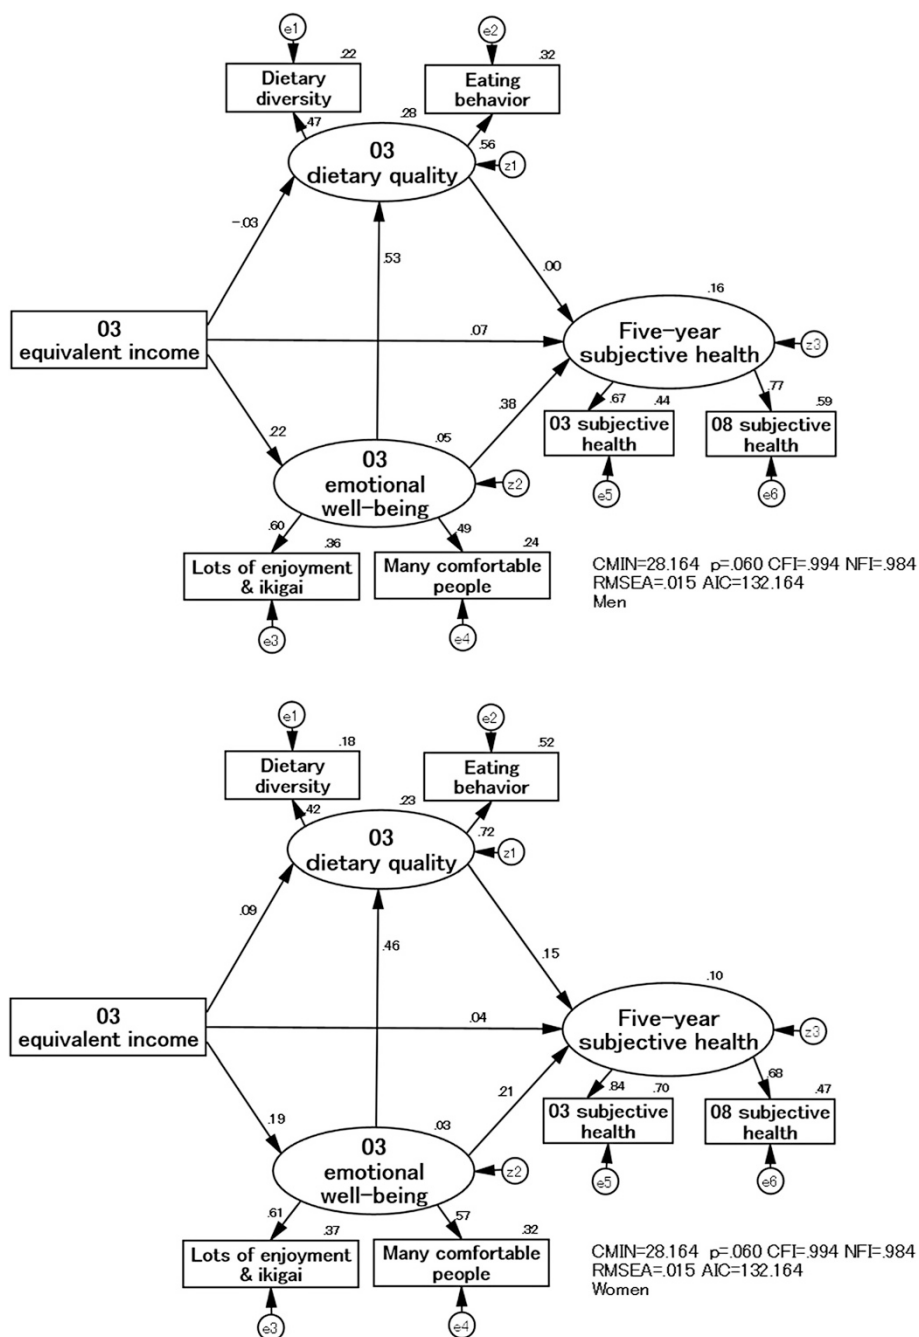 e1
e2
.22
.32
Dietary
diversity
Eating
behavior
.47
.28
.56
03
dietary quality
z1
-.03
.53
.00
.16
03
equivalent income
.07
Five-year
subjective health
z3
.22
.38
.67
.44
.77
.59
.05
03 subjective
health
08 subjective
health
03
emotional
well-being
z2
e5
e6
.60
.36
.49
.24
Lots of enjoyment
& ikigai
Many comfortable
people
e3
e4
CMIN=28.164 p=.060 CFI=.994 NFI=.984
RMSEA=.015 AIC=132.164
Men
e1
e2
.18
.52
Dietary
diversity
Eating
behavior
.42
.23
.72
03
dietary quality
z1
.09
.46
.15
.10
03
equivalent income
.04
Five-year
subjective health
z3
.19
.21
.84
.70
.68
.47
.03
03 subjective
health
08 subjective
health
03
emotional
well-being
z2
e5
e6
.61
.37
.57
.32
Lots of enjoyment
& ikigai
Many comfortable
people
e3
e4
CMIN=28.164 p=.060 CFI=.994 NFI=.984
RMSEA=.015 AIC=132.164
Women